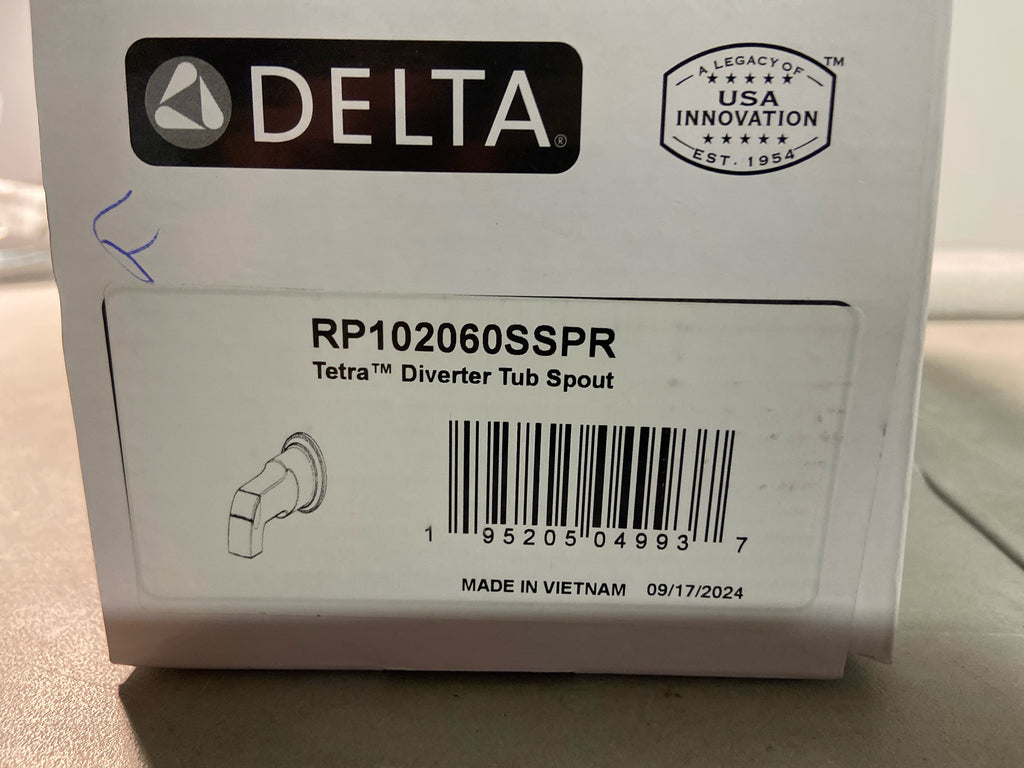 DELTA®
A LEGACY OF
USA
INNOVATION™
EST. 1954
RP102060SSPR
Tetra™ Diverter Tub Spout
1 95205 04993 7
MADE IN VIETNAM 09/17/2024